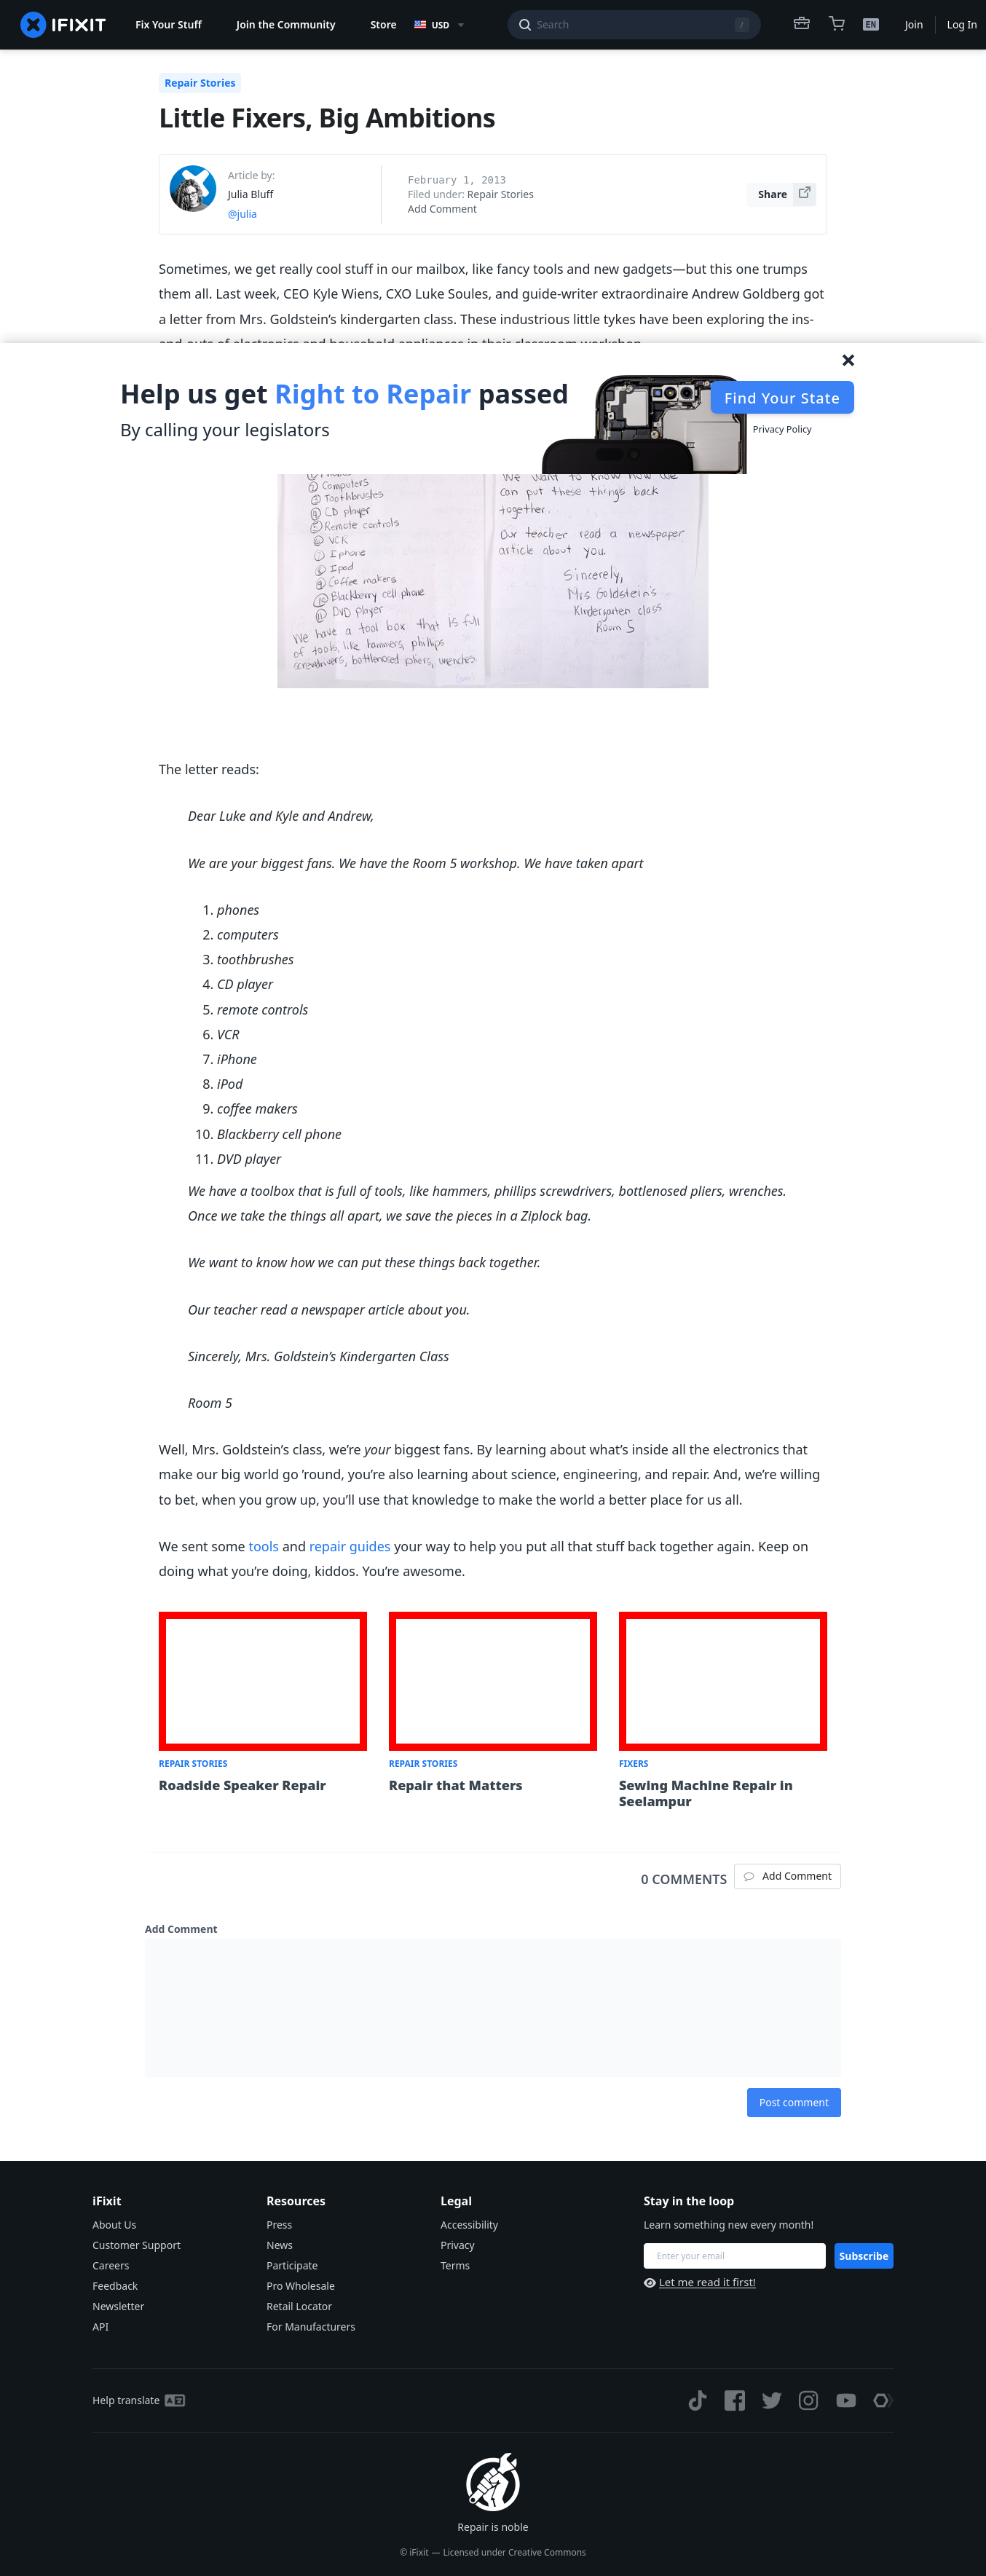 IFIXIT
Fix Your Stuff
Join the Community
Store
USD
Search
/
EN
Join
Log In
Repair Stories
Little Fixers, Big Ambitions
Article by:
Julia Bluff
@julia
February 1, 2013
Filed under: Repair Stories
Add Comment
Share
Sometimes, we get really cool stuff in our mailbox, like fancy tools and new gadgets—but this one trumps
them all. Last week, CEO Kyle Wiens, CXO Luke Soules, and guide-writer extraordinaire Andrew Goldberg got
a letter from Mrs. Goldstein's kindergarten class. These industrious little tykes have been exploring the ins-
and-outs of electronics and household appliances in their classroom workshop.
Help us get Right to Repair passed
By calling your legislators
Find Your State
Privacy Policy
② Computers
③ Toothbrushes
④ CD player
⑤ Remote controls
⑥ VCR
⑦ Iphone
⑧ Ipod
⑨ Coffee makers
⑩ Blackberry cell phone
⑪ DVD player
We have a tool box that is full
of tools, like hammers, phillips
screwdrivers, bottlenosed pliers, wrenches.
We want to know how we
can put these things back
together.
Our teacher read a newspaper
article about you.
Sincerely,
Mrs. Goldstein's
Kindergarten class
Room 5
The letter reads:
Dear Luke and Kyle and Andrew,
We are your biggest fans. We have the Room 5 workshop. We have taken apart
1. phones
2. computers
3. toothbrushes
4. CD player
5. remote controls
6. VCR
7. iPhone
8. iPod
9. coffee makers
10. Blackberry cell phone
11. DVD player
We have a toolbox that is full of tools, like hammers, phillips screwdrivers, bottlenosed pliers, wrenches.
Once we take the things all apart, we save the pieces in a Ziplock bag.
We want to know how we can put these things back together.
Our teacher read a newspaper article about you.
Sincerely, Mrs. Goldstein's Kindergarten Class
Room 5
Well, Mrs. Goldstein's class, we're your biggest fans. By learning about what's inside all the electronics that
make our big world go 'round, you're also learning about science, engineering, and repair. And, we're willing
to bet, when you grow up, you'll use that knowledge to make the world a better place for us all.
We sent some tools and repair guides your way to help you put all that stuff back together again. Keep on
doing what you're doing, kiddos. You're awesome.
REPAIR STORIES
Roadside Speaker Repair
REPAIR STORIES
Repair that Matters
FIXERS
Sewing Machine Repair in
Seelampur
0 COMMENTS
Add Comment
Add Comment
Post comment
iFixit
About Us
Customer Support
Careers
Feedback
Newsletter
API
Resources
Press
News
Participate
Pro Wholesale
Retail Locator
For Manufacturers
Legal
Accessibility
Privacy
Terms
Stay in the loop
Learn something new every month!
Enter your email
Subscribe
Let me read it first!
Help translate
Repair is noble
© iFixit — Licensed under Creative Commons